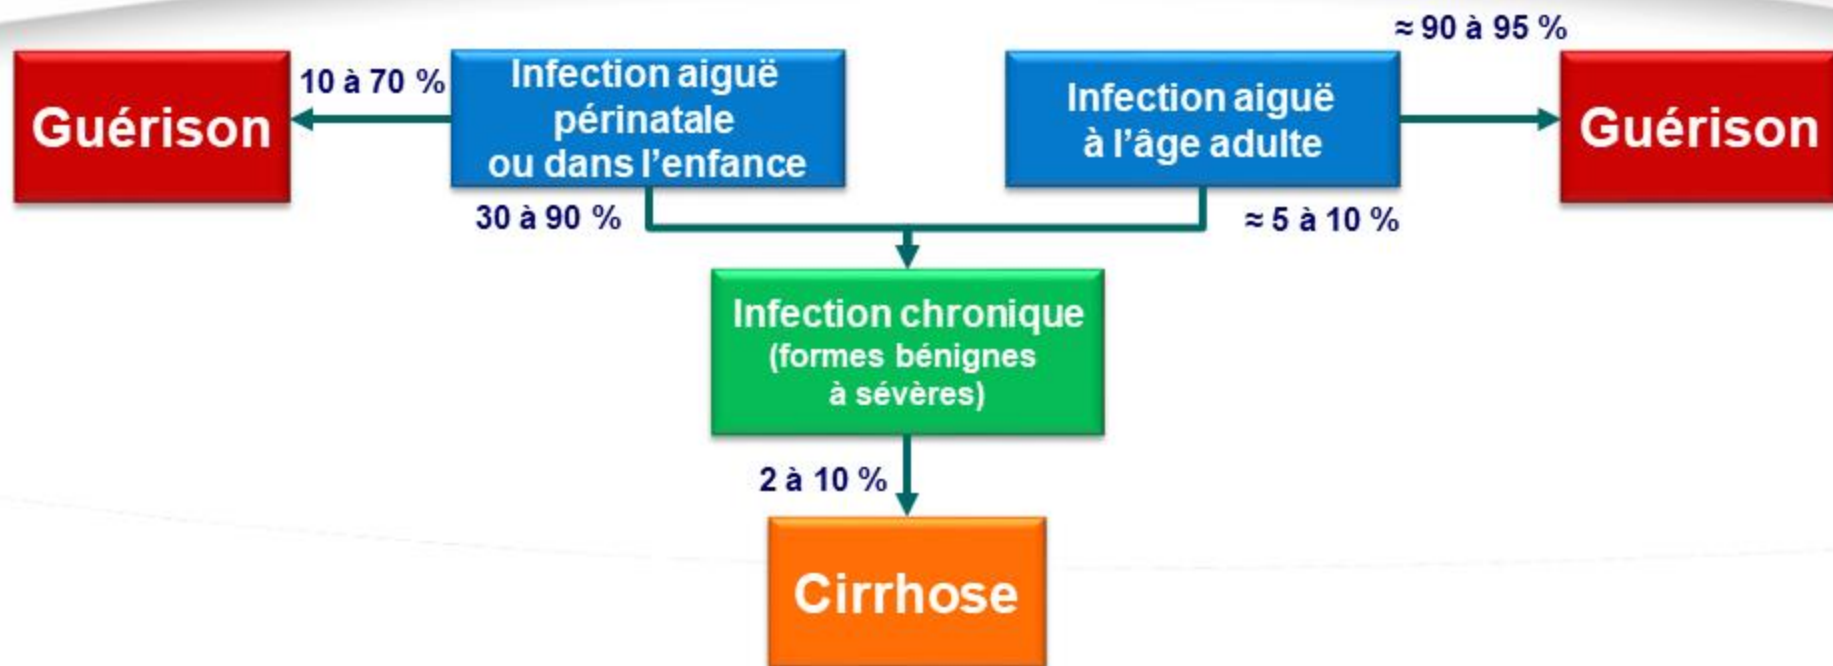 ≈ 90 à 95 %
Guérison
10 à 70 %
Infection aiguë
périnatale
ou dans l’enfance
Infection aiguë
à l’âge adulte
Guérison
30 à 90 %
≈ 5 à 10 %
Infection chronique
(formes bénignes
à sévères)
2 à 10 %
Cirrhose